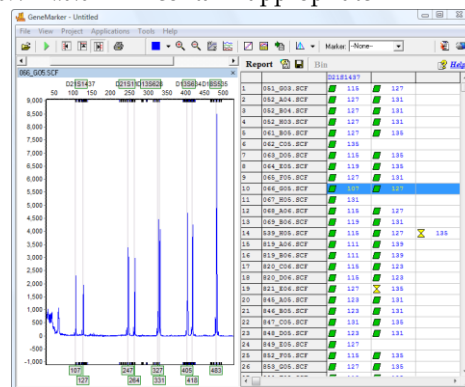 GeneMarker - Untitled
File View Project Applications Tools Help
Marker: -None-
066_G05.SCF ×
Report Bin Help
D21S1437
50 100 150 200 250 300 350 400 450 500
9,000
8,500
8,000
7,500
7,000
6,500
6,000
5,500
5,000
4,500
4,000
3,500
3,000
2,500
2,000
1,500
1,000
500
0
-500
-1,000
107 247 327 405 483
127 264 331 418
D21S1437
1 051_G03.SCF 115 127
2 052_A04.SCF 127 131
3 052_B04.SCF 127 131
4 052_H03.SCF 127 131
5 061_B05.SCF 127 135
6 062_C05.SCF 135
7 063_D05.SCF 115 135
8 064_E05.SCF 119 135
9 065_F05.SCF 127 131
10 066_G05.SCF 107 127
11 067_H05.SCF 131
12 068_A06.SCF 115 127
13 069_B06.SCF 119 131
14 539_H05.SCF 115 127 135
15 819_A06.SCF 111 139
16 819_B06.SCF 111 139
17 820_C06.SCF 115 123
18 820_D06.SCF 115 123
19 821_E06.SCF 127 135
20 845_A05.SCF 123 131
21 846_B05.SCF 123 131
22 847_C05.SCF 131 135
23 848_D05.SCF 123 131
24 849_E05.SCF 127
25 852_F05.SCF 115 135
26 853_G05.SCF 127 135